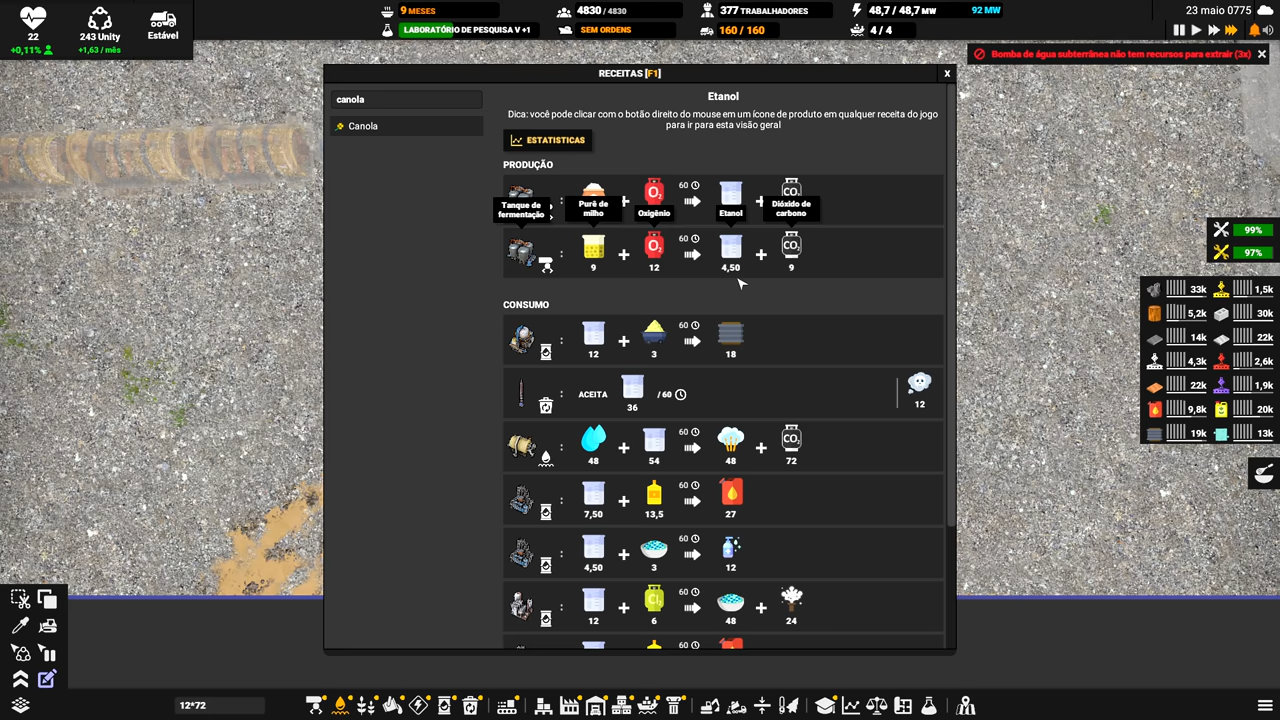 9 MESES
4830 / 4830
377 TRABALHADORES
48,7 / 48,7 MW
92 MW
23 maio 0775
22
243 Unity
Estável
+0,11%
+1,63 / mês
LABORATÓRIO DE PESQUISA V +1
SEM ORDENS
160 / 160
4 / 4
Bomba de água subterrânea não tem recursos para extrair (3x)
RECEITAS [F1]
X
canola
Canola
Etanol
Dica: você pode clicar com o botão direito do mouse em um ícone de produto em qualquer receita do jogo
para ir para esta visão geral
ESTATISTICAS
PRODUÇÃO
60
Tanque de
fermentação
Purê de
milho
Oxigênio
Etanol
Dióxido de
carbono
O2
CO2
60
O2
CO2
9
12
4,50
9
CONSUMO
60
12
3
18
ACEITA
36
/ 60
12
60
CO2
48
54
48
72
60
7,50
13,5
27
60
4,50
3
12
60
Cl2
12
6
48
24
60
99%
97%
33k
1,5k
5,2k
30k
14k
22k
4,3k
2,6k
22k
1,9k
9,8k
20k
19k
13k
12*72